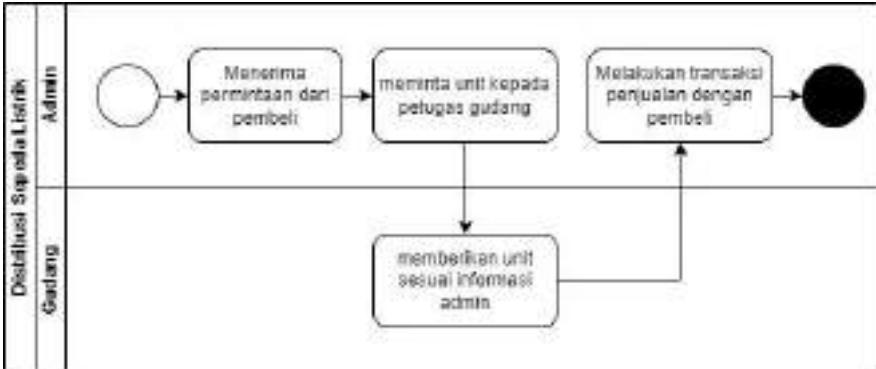 Distribusi Sepeda Listrik
Admin
Gudang
Menerima
permintaan dari
pembeli
meminta unit kepada
petugas gudang
Melakukan transaksi
penjualan dengan
pembeli
memberikan unit
sesuai informasi
admin